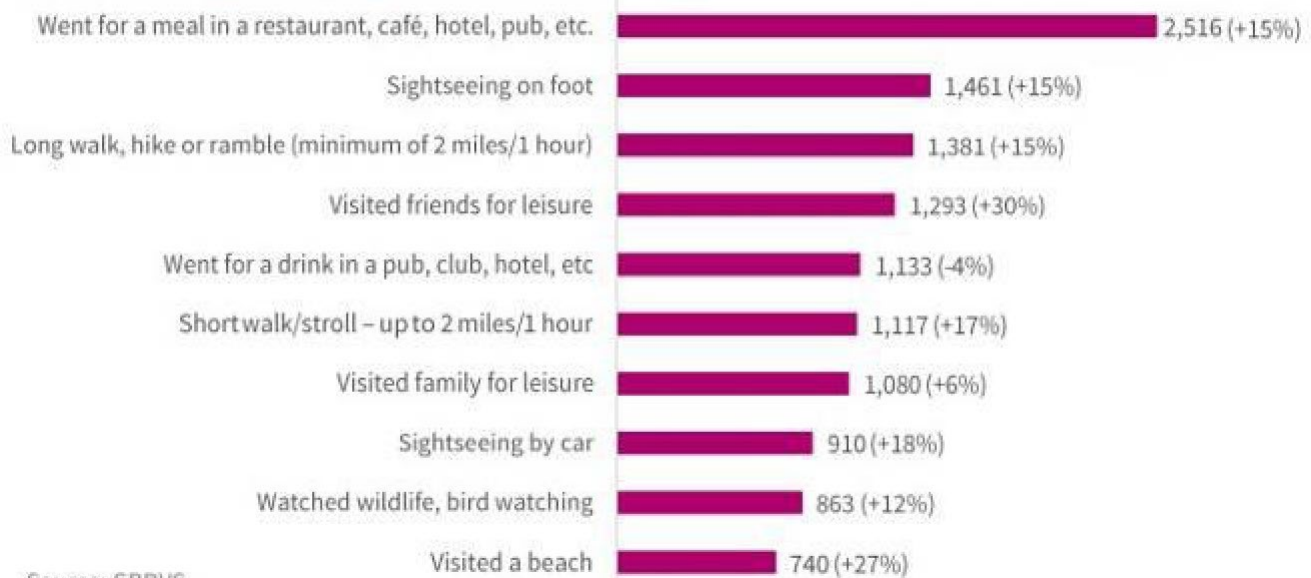 Went for a meal in a restaurant, café, hotel, pub, etc. 2,516 (+15%)
Sightseeing on foot 1,461 (+15%)
Long walk, hike or ramble (minimum of 2 miles/1 hour) 1,381 (+15%)
Visited friends for leisure 1,293 (+30%)
Went for a drink in a pub, club, hotel, etc 1,133 (-4%)
Short walk/stroll – up to 2 miles/1 hour 1,117 (+17%)
Visited family for leisure 1,080 (+6%)
Sightseeing by car 910 (+18%)
Watched wildlife, bird watching 863 (+12%)
Visited a beach 740 (+27%)